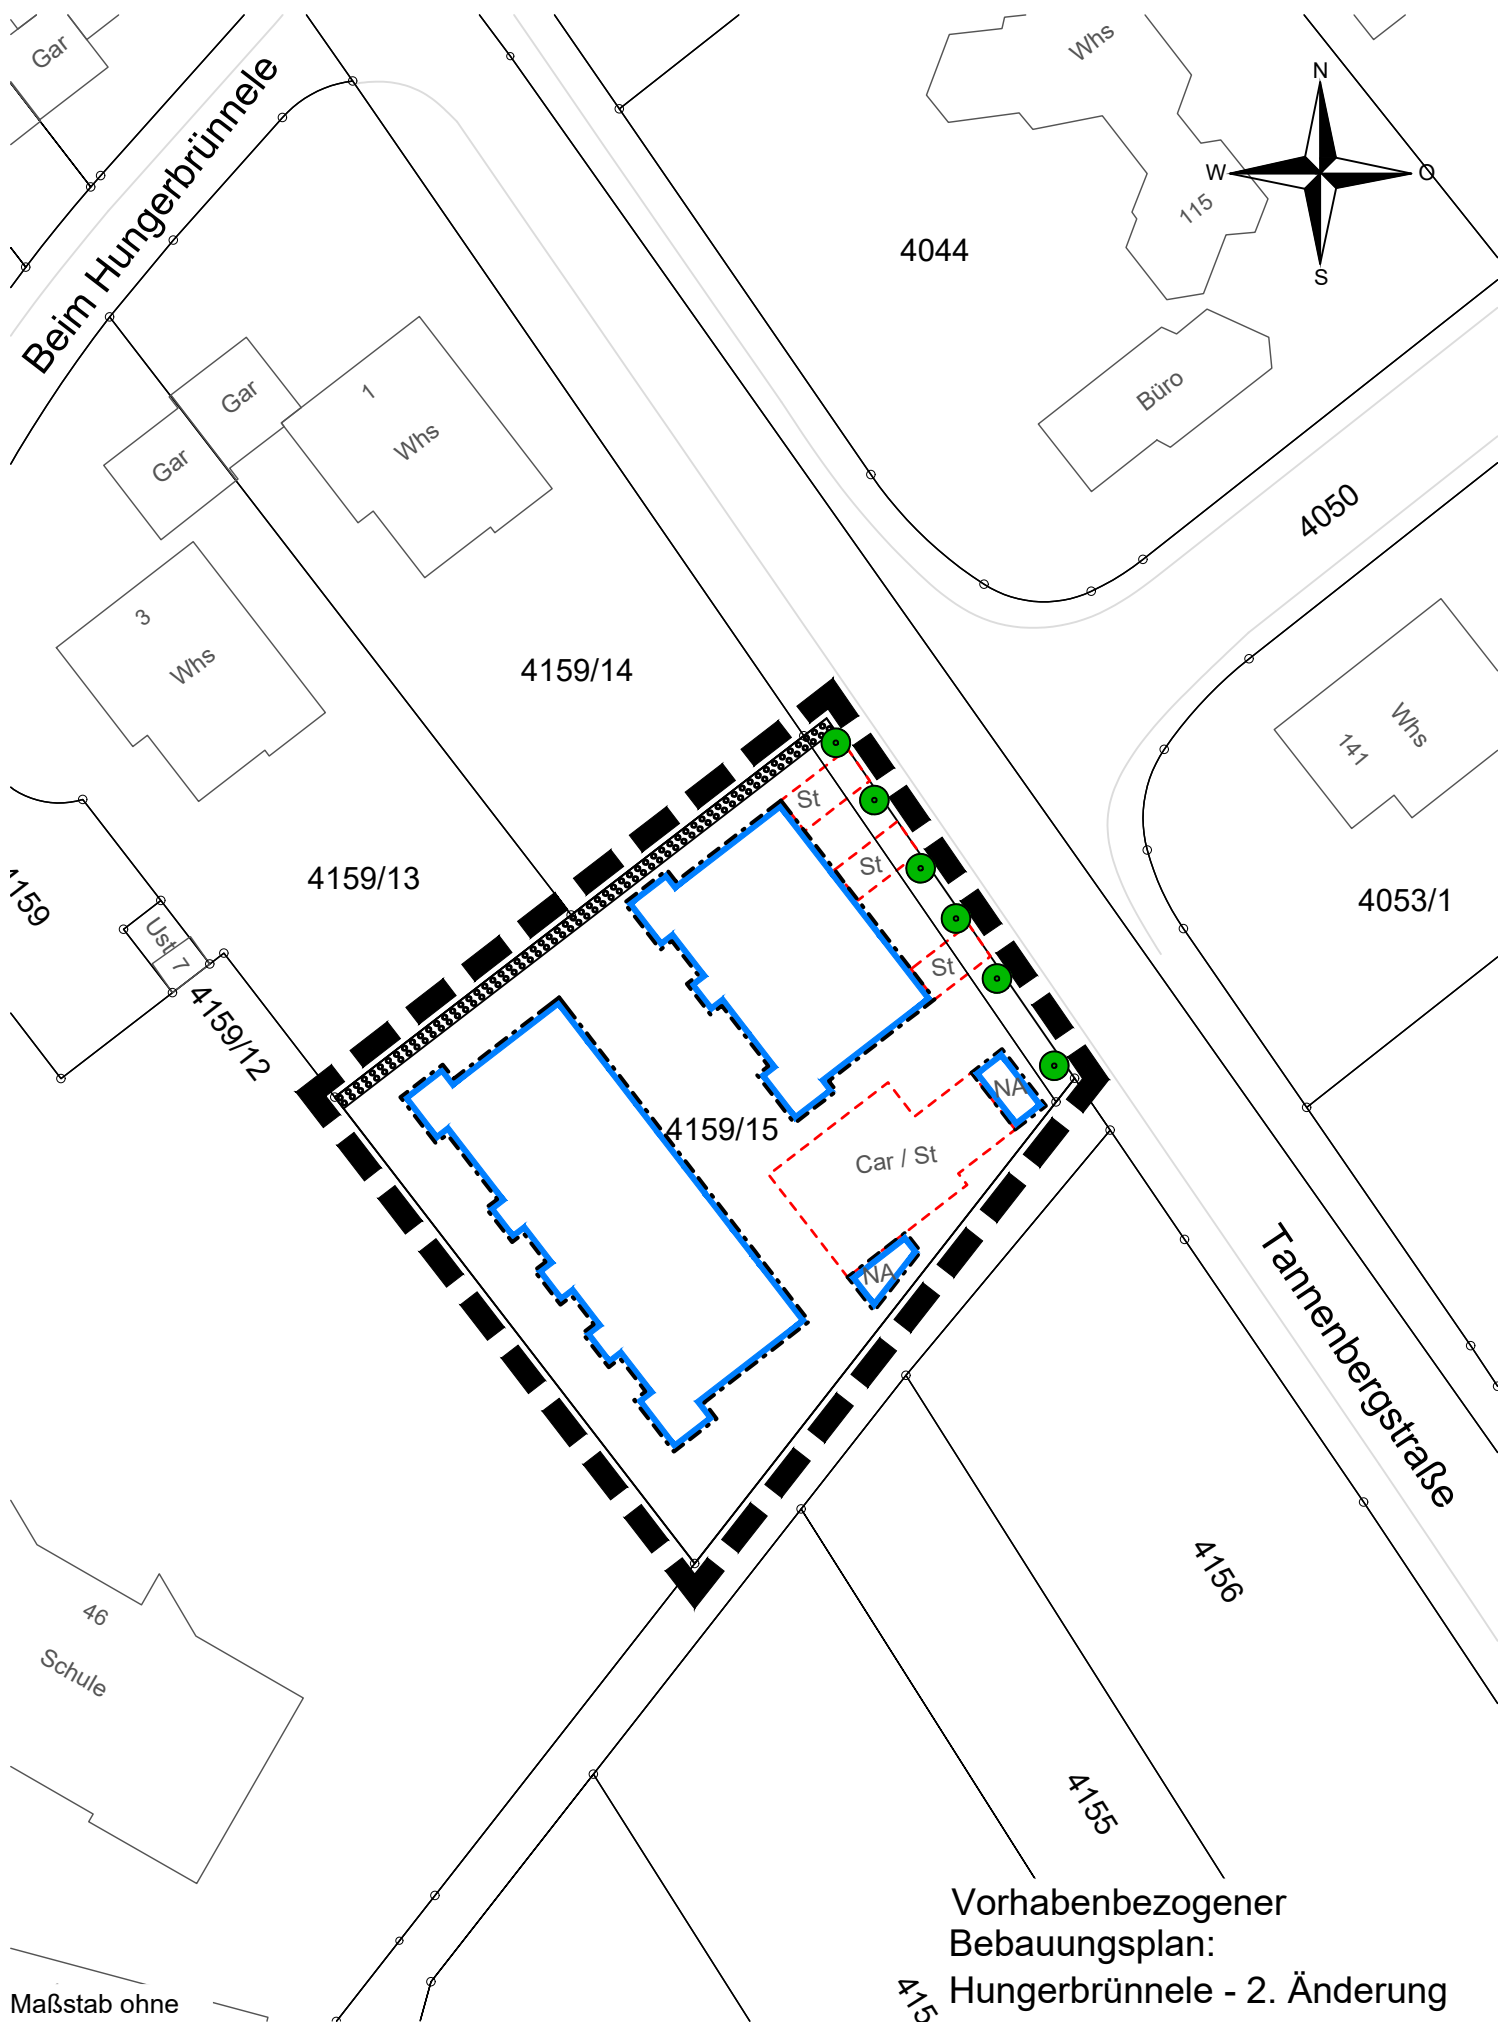 Gar
Beim Hungerbrünnele
Whs
N
W
O
S
115
4044
Büro
Gar
Gar
1
Whs
4050
3
Whs
4159/14
Whs
141
4159/13
4159
St
St
St
4053/1
Ust
7
4159/12
4159/15
NA
Car / St
NA
Tannenbergstraße
46
Schule
4156
4155
415
Vorhabenbezogener
Bebauungsplan:
Hungerbrünnele - 2. Änderung
Maßstab ohne